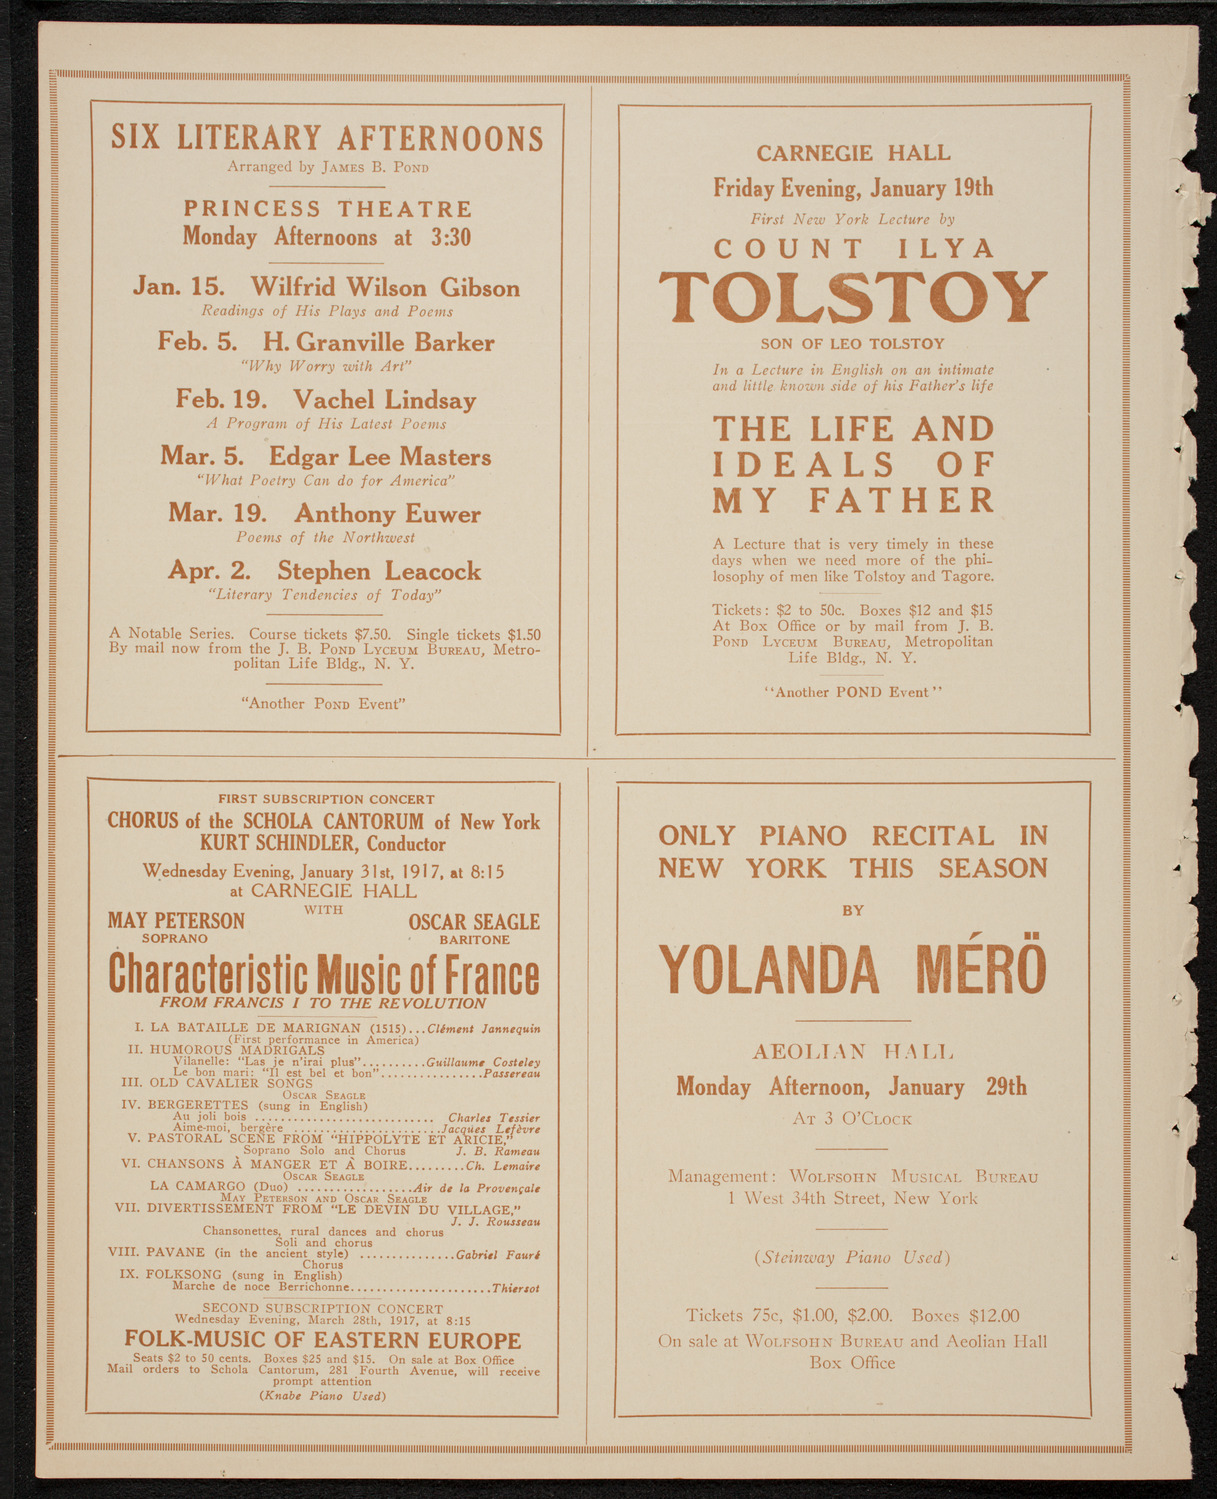 SIX LITERARY AFTERNOONS
Arranged by JAMES B. POND
PRINCESS THEATRE
Monday Afternoons at 3:30
Jan. 15. Wilfrid Wilson Gibson
Readings of His Plays and Poems
Feb. 5. H. Granville Barker
"Why Worry with Art"
Feb. 19. Vachel Lindsay
A Program of His Latest Poems
Mar. 5. Edgar Lee Masters
"What Poetry Can do for America"
Mar. 19. Anthony Euwer
Poems of the Northwest
Apr. 2. Stephen Leacock
"Literary Tendencies of Today"
A Notable Series. Course tickets $7.50. Single tickets $1.50
By mail now from the J. B. POND LYCEUM BUREAU, Metro-
politan Life Bldg., N. Y.
"Another POND Event"
CARNEGIE HALL
Friday Evening, January 19th
First New York Lecture by
COUNT ILYA
TOLSTOY
SON OF LEO TOLSTOY
In a Lecture in English on an intimate
and little known side of his Father's life
THE LIFE AND
IDEALS OF
MY FATHER
A Lecture that is very timely in these
days when we need more of the phi-
losophy of men like Tolstoy and Tagore.
Tickets: $2 to 50c. Boxes $12 and $15
At Box Office or by mail from J. B.
POND LYCEUM BUREAU, Metropolitan
Life Bldg., N. Y.
"Another POND Event"
FIRST SUBSCRIPTION CONCERT
CHORUS of the SCHOLA CANTORUM of New York
KURT SCHINDLER, Conductor
Wednesday Evening, January 31st, 1917, at 8:15
at CARNEGIE HALL
WITH
MAY PETERSON OSCAR SEAGLE
SOPRANO BARITONE
Characteristic Music of France
FROM FRANCIS I TO THE REVOLUTION
I. LA BATAILLE DE MARIGNAN (1515)...Clément Jannequin
(First performance in America)
II. HUMOROUS MADRIGALS
Vilanelle: "Las je n'irai plus"..........Guillaume Costeley
Le bon mari: "Il est bel et bon"................Passereau
III. OLD CAVALIER SONGS
OSCAR SEAGLE
IV. BERGERETTES (sung in English)
Au joli bois ............................ Charles Tessier
Aime-moi, bergère .......................Jacques Lefèvre
V. PASTORAL SCENE FROM "HIPPOLYTE ET ARICIE,"
Soprano Solo and Chorus J. B. Rameau
VI. CHANSONS À MANGER ET À BOIRE.........Ch. Lemaire
OSCAR SEAGLE
LA CAMARGO (Duo) ..................Air de la Provençale
MAY PETERSON AND OSCAR SEAGLE
VII. DIVERTISSEMENT FROM "LE DEVIN DU VILLAGE,"
J. J. Rousseau
Chansonettes, rural dances and chorus
Soli and chorus
VIII. PAVANE (in the ancient style) ...............Gabriel Fauré
Chorus
IX. FOLKSONG (sung in English)
Marche de noce Berrichonne......................Thiersot
SECOND SUBSCRIPTION CONCERT
Wednesday Evening, March 28th, 1917, at 8:15
FOLK-MUSIC OF EASTERN EUROPE
Seats $2 to 50 cents. Boxes $25 and $15. On sale at Box Office
Mail orders to Schola Cantorum, 281 Fourth Avenue, will receive
prompt attention
(Knabe Piano Used)
ONLY PIANO RECITAL IN
NEW YORK THIS SEASON
BY
YOLANDA MÉRÖ
AEOLIAN HALL
Monday Afternoon, January 29th
AT 3 O'CLOCK
Management: WOLFSOHN MUSICAL BUREAU
1 West 34th Street, New York
(Steinway Piano Used)
Tickets 75c, $1.00, $2.00. Boxes $12.00
On sale at WOLFSOHN BUREAU and Aeolian Hall
Box Office